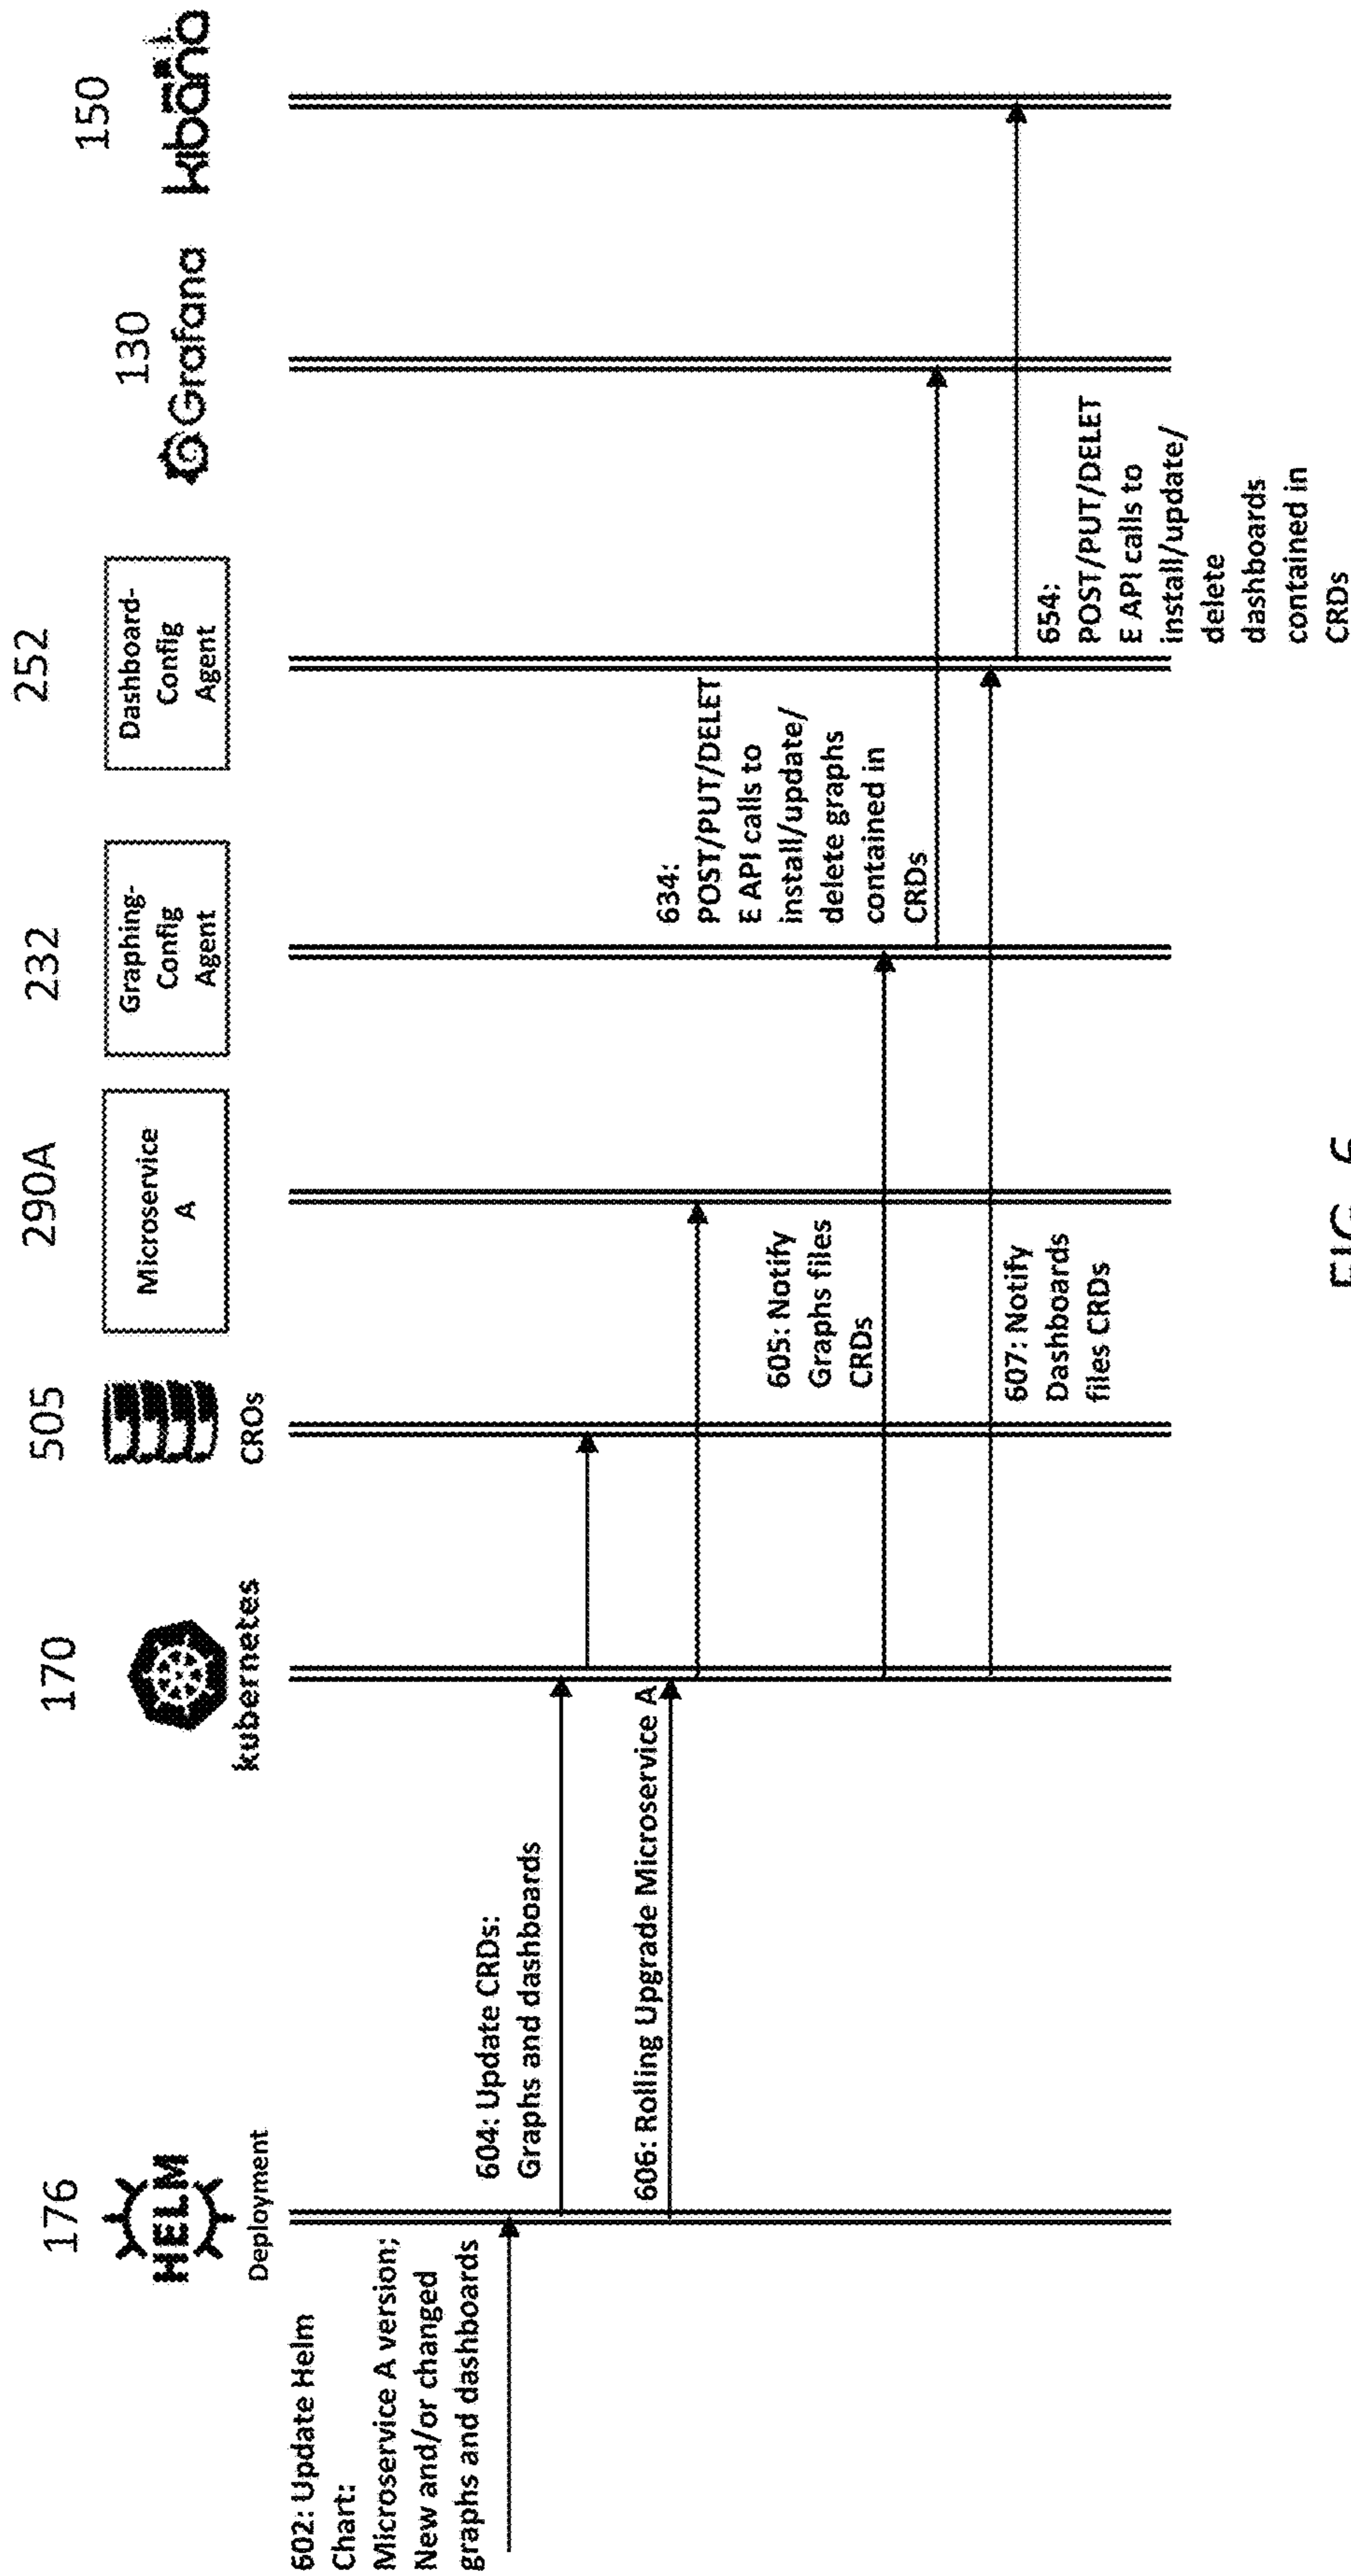 176
170
505
290A
232
252
130
150
HELM
Deployment
kubernetes
CROs
Microservice
A
Graphing-
Config
Agent
Dashboard-
Config
Agent
Grafana
kibana
602: Update Helm
Chart:
Microservice A version;
New and/or changed
graphs and dashboards
604: Update CRDs:
Graphs and dashboards
606: Rolling Upgrade Microservice A
605: Notify
Graphs files
CRDs
634:
POST/PUT/DELET
E API calls to
install/update/
delete graphs
contained in
CRDs
607: Notify
Dashboards
files CRDs
654:
POST/PUT/DELET
E API calls to
install/update/
delete
dashboards
contained in
CRDs
FIG. 6